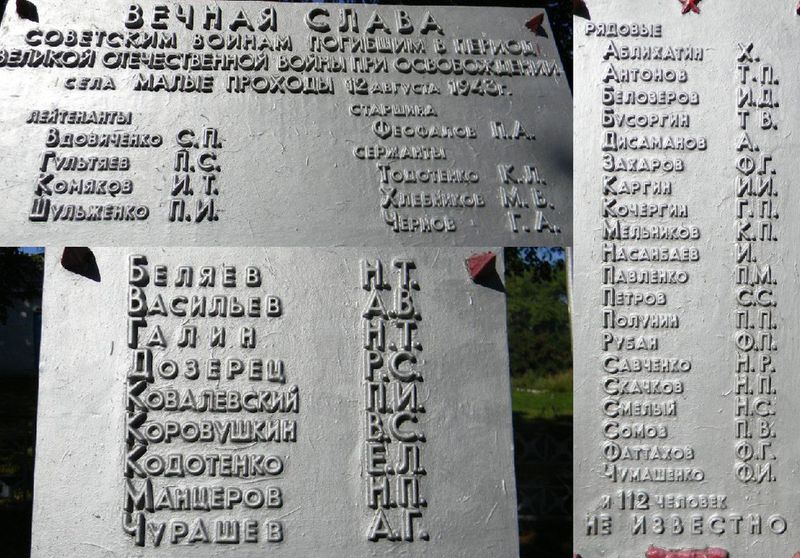 ВЕЧНАЯ СЛАВА
СОВЕТСКИМ ВОИНАМ ПОГИБШИМ В ПЕРИОД
ВЕЛИКОЙ ОТЕЧЕСТВЕННОЙ ВОЙНЫ ПРИ ОСВОБОЖДЕНИИ
СЕЛА МАЛЫЕ ПРОХОДЫ 12 АВГУСТА 1943 Г.
ЛЕЙТЕНАНТЫ
ВДОВИЧЕНКО С.П.
ГУЛЬТЯЕВ П.С.
КОМЯКОВ И.Т.
ШУЛЬЖЕНКО П.И.
СТАРШИНА
ФЕОФАЛОВ П.А.
СЕРЖАНТЫ
ТОДОТЕНКО К.Л.
ХЛЕБНИКОВ М.В.
ЧЕРНОВ Г.А.
БЕЛЯЕВ Н.Т.
ВАСИЛЬЕВ А.В.
ГАЛИН Н.Т.
ДОЗЕРЕЦ Р.С.
КОВАЛЕВСКИЙ П.И.
КОРОВУШКИН В.С.
КОДОТЕНКО Е.Л.
МАНЦЕРОВ Н.П.
ЧУРАШЕВ А.Г.
РЯДОВЫЕ
АБЛИХАТИН Х.
АНТОНОВ Т.П.
БЕЛОЗЕРОВ И.Д.
БУСОРГИН Т В.
ДИСАМАНОВ А.
ЗАХАРОВ Ф.Г.
КАРГИН И.И.
КОЧЕРГИН Г.П.
МЕЛЬНИКОВ К.П.
НАСАНБАЕВ И.
ПАВЛЕНКО П.М.
ПЕТРОВ С.С.
ПОЛУНИН П.П.
РУБАН Ф.П.
САВЧЕНКО Н.Р.
СКАЧКОВ Н.П.
СМЕЛЫЙ Н.С.
СОМОВ П.В.
ФАТТАХОВ Ф.Г.
ЧУМАШЕНКО Ф.И.
И 112 ЧЕЛОВЕК
НЕ ИЗВЕСТНО